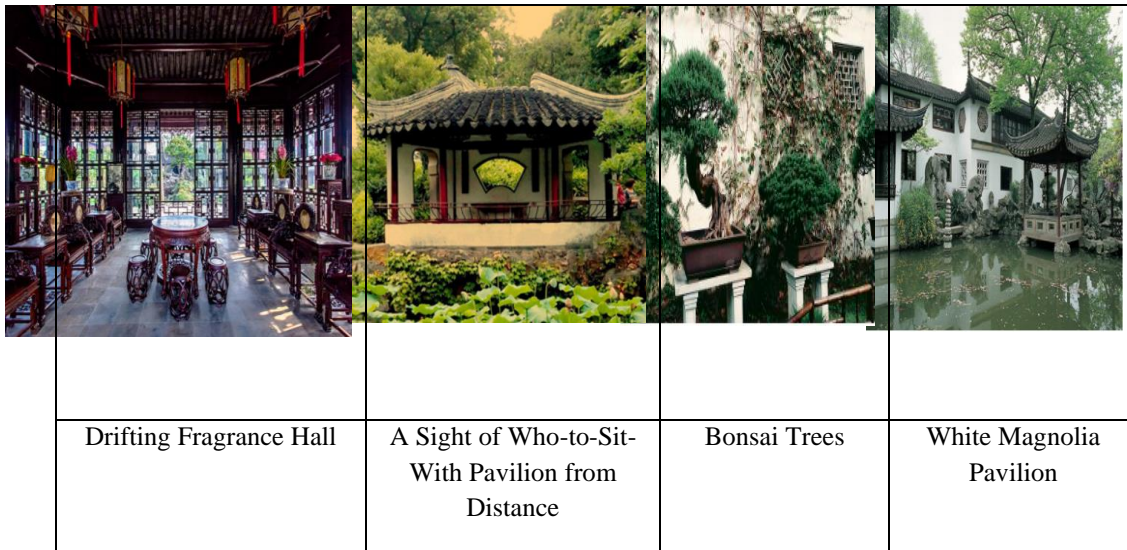 Drifting Fragrance Hall
A Sight of Who-to-Sit-
With Pavilion from
Distance
Bonsai Trees
White Magnolia
Pavilion